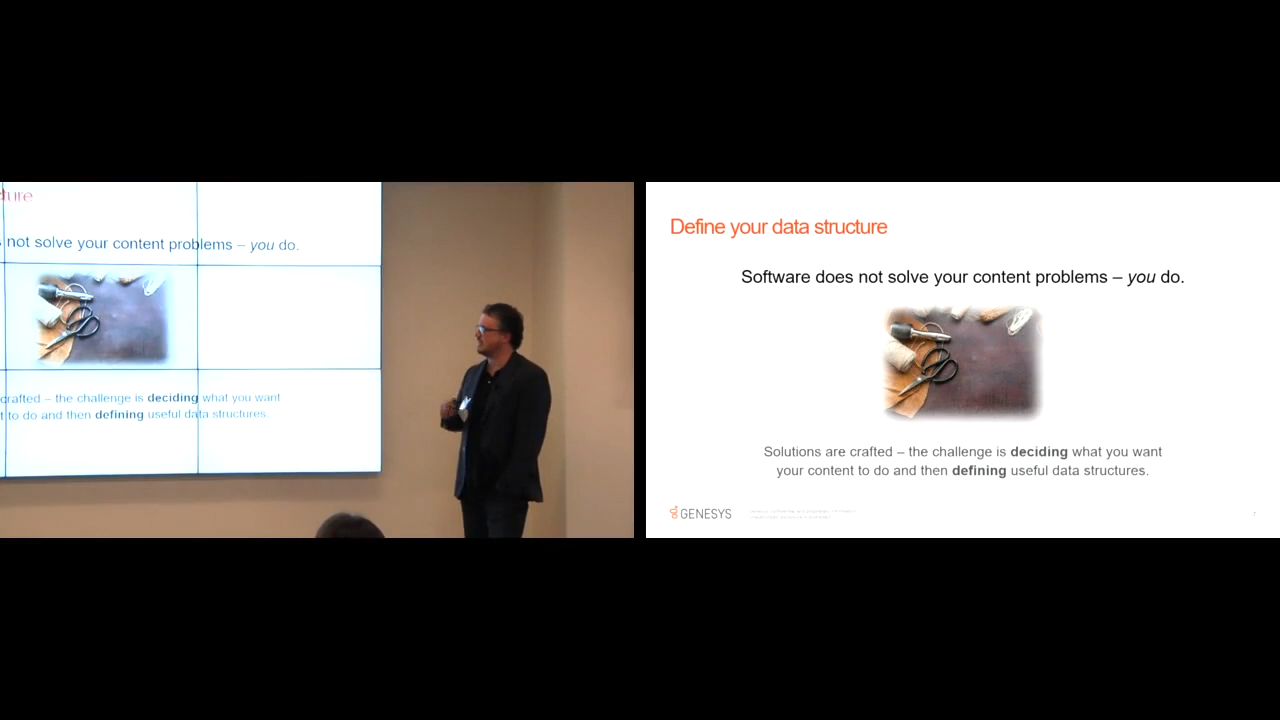 cture
not solve your content problems – you do.
crafted – the challenge is deciding what you want
t to do and then defining useful data structures.
Define your data structure
Software does not solve your content problems – you do.
Solutions are crafted – the challenge is deciding what you want
your content to do and then defining useful data structures.
GENESYS
7